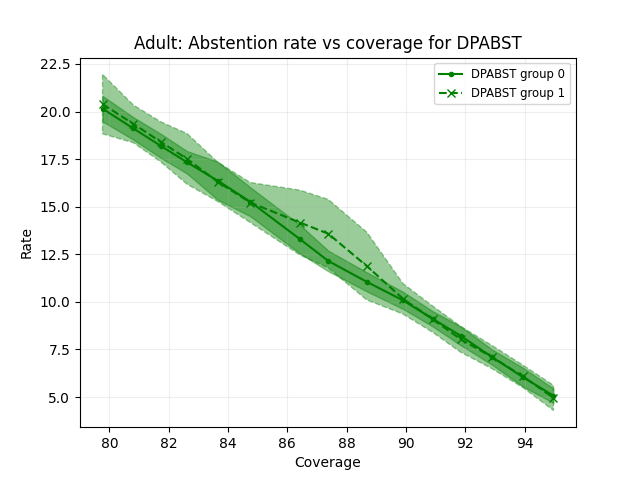 Adult: Abstention rate vs coverage for DPABST
DPABST group 0
DPABST group 1
22.5
20.0
17.5
15.0
12.5
10.0
7.5
5.0
Rate
80 82 84 86 88 90 92 94
Coverage